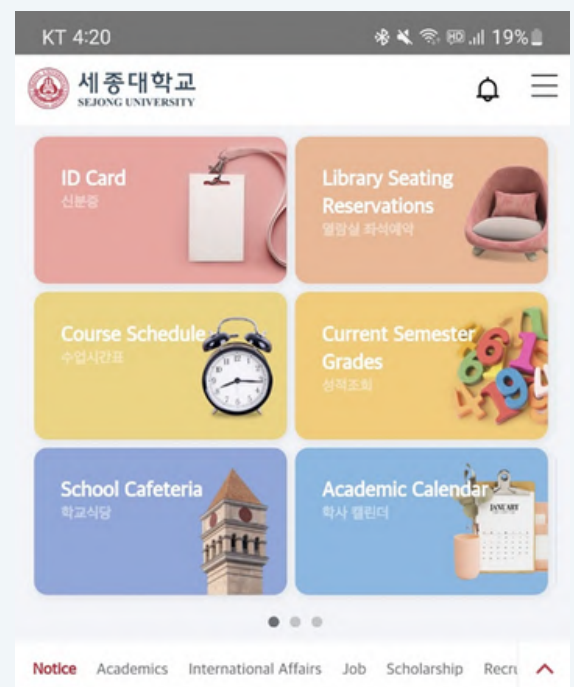 KT 4:20
HD 19%
세종대학교
SEJONG UNIVERSITY
ID Card
신분증
Library Seating
Reservations
열람실 좌석예약
Course Schedule
수업시간표
Current Semester
Grades
성적조회
School Cafeteria
학교식당
Academic Calendar
학사 캘린더
JANUARY
Notice Academics International Affairs Job Scholarship Recru